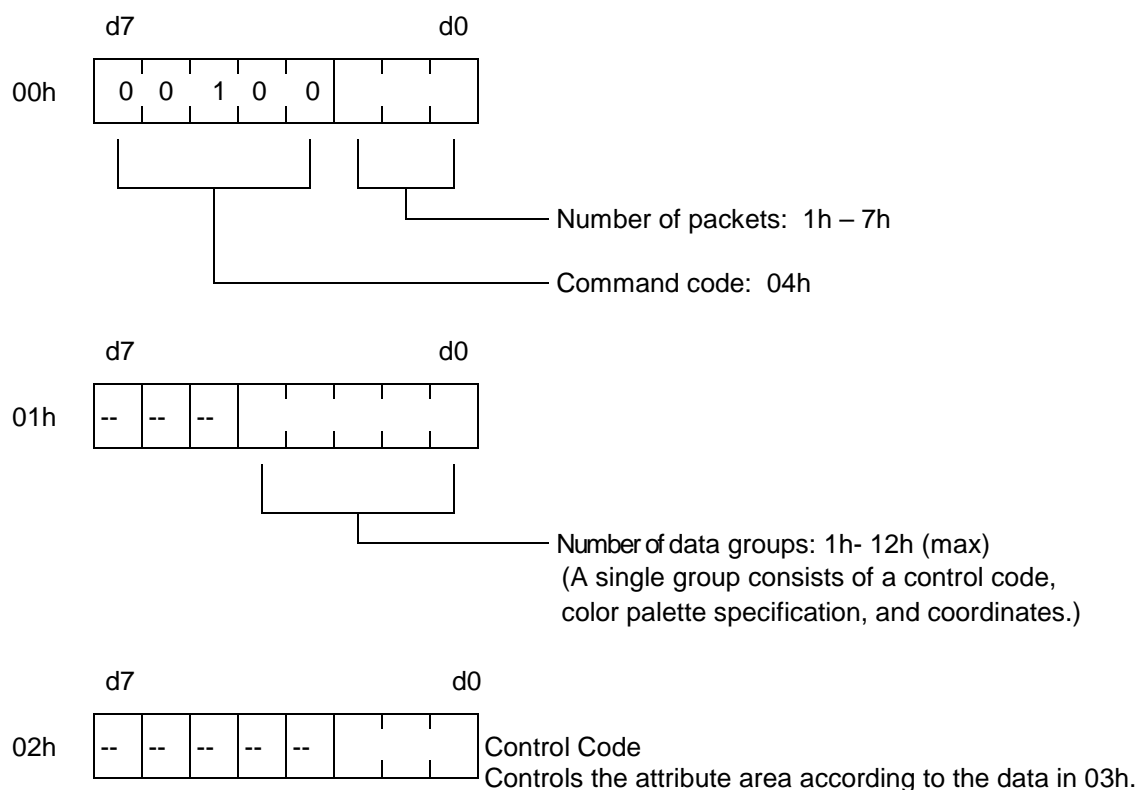 d7 d0
00h 0 0 1 0 0
Number of packets: 1h – 7h
Command code: 04h
d7 d0
01h -- -- --
Number of data groups: 1h- 12h (max)
(A single group consists of a control code,
color palette specification, and coordinates.)
d7 d0
02h -- -- -- -- -- Control Code
Controls the attribute area according to the data in 03h.